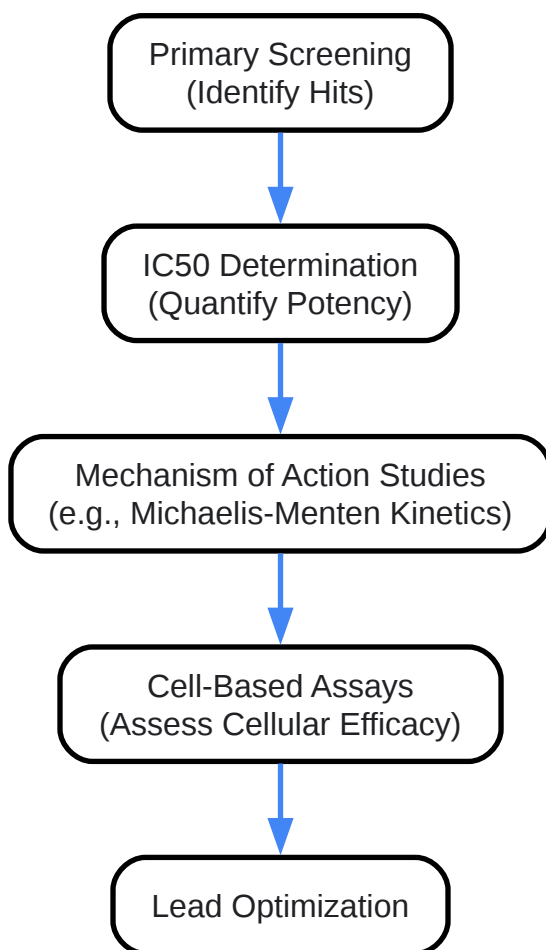 Primary Screening
(Identify Hits)
IC50 Determination
(Quantify Potency)
Mechanism of Action Studies
(e.g., Michaelis-Menten Kinetics)
Cell-Based Assays
(Assess Cellular Efficacy)
Lead Optimization